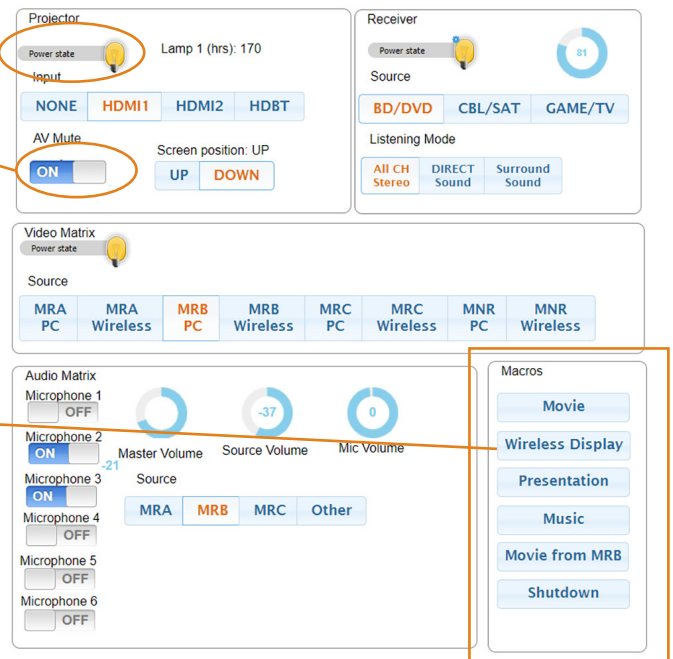 Projector
Power state
Lamp 1 (hrs): 170
Input
NONE HDMI1 HDMI2 HDBT
AV Mute
ON
Screen position: UP
UP DOWN
Receiver
Power state
81
Source
BD/DVD CBL/SAT GAME/TV
Listening Mode
All CH DIRECT Surround
Stereo Sound Sound
Video Matrix
Power state
Source
MRA MRA MRB MRB MRC MRC MNR MNR
PC Wireless PC Wireless PC Wireless PC Wireless
Audio Matrix
Microphone 1
OFF
Microphone 2
ON
Microphone 3
ON
Microphone 4
OFF
Microphone 5
OFF
Microphone 6
OFF
-37
0
-21
Master Volume Source Volume Mic Volume
Source
MRA MRB MRC Other
Macros
Movie
Wireless Display
Presentation
Music
Movie from MRB
Shutdown